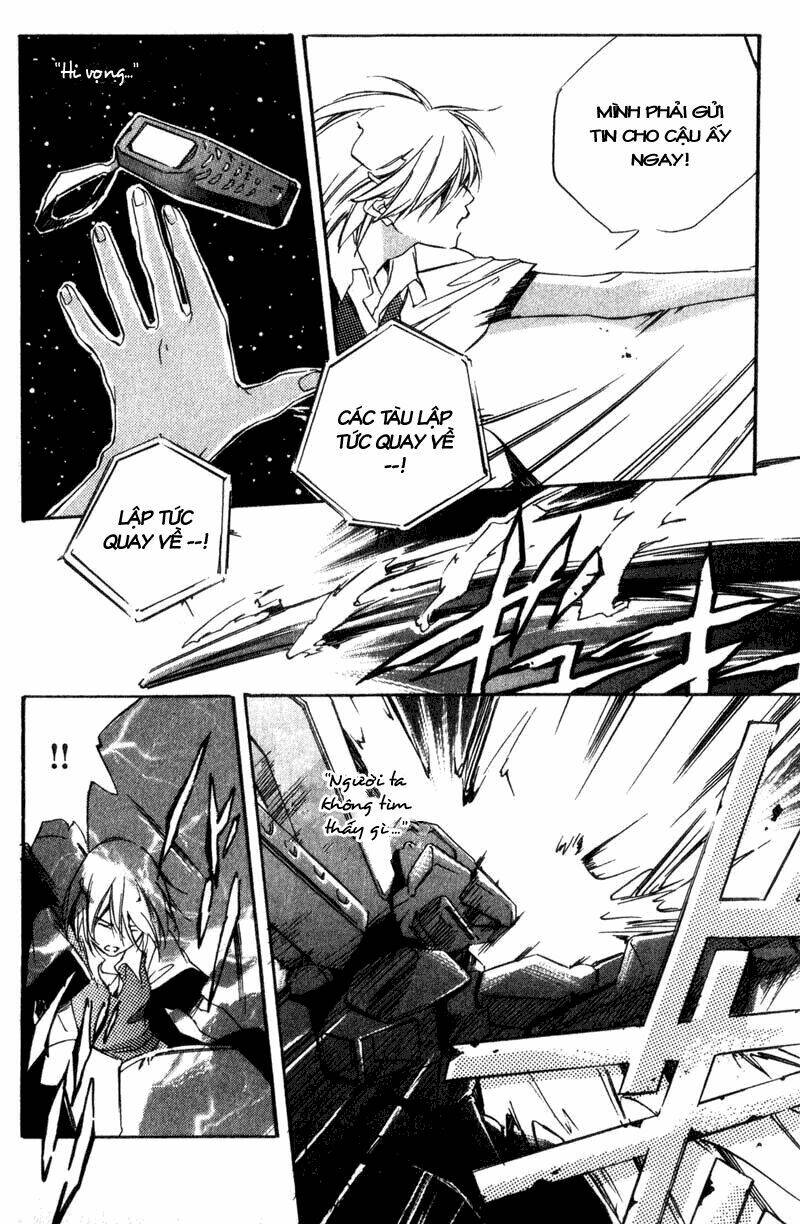 "Hi vọng..."
MÌNH PHẢI GỬI
TIN CHO CẬU ẤY
NGAY!
CÁC TÀU LẬP
TỨC QUAY VỀ
--!
LẬP TỨC
QUAY VỀ --!
!!
"Người ta
không tìm
thấy gì ..."